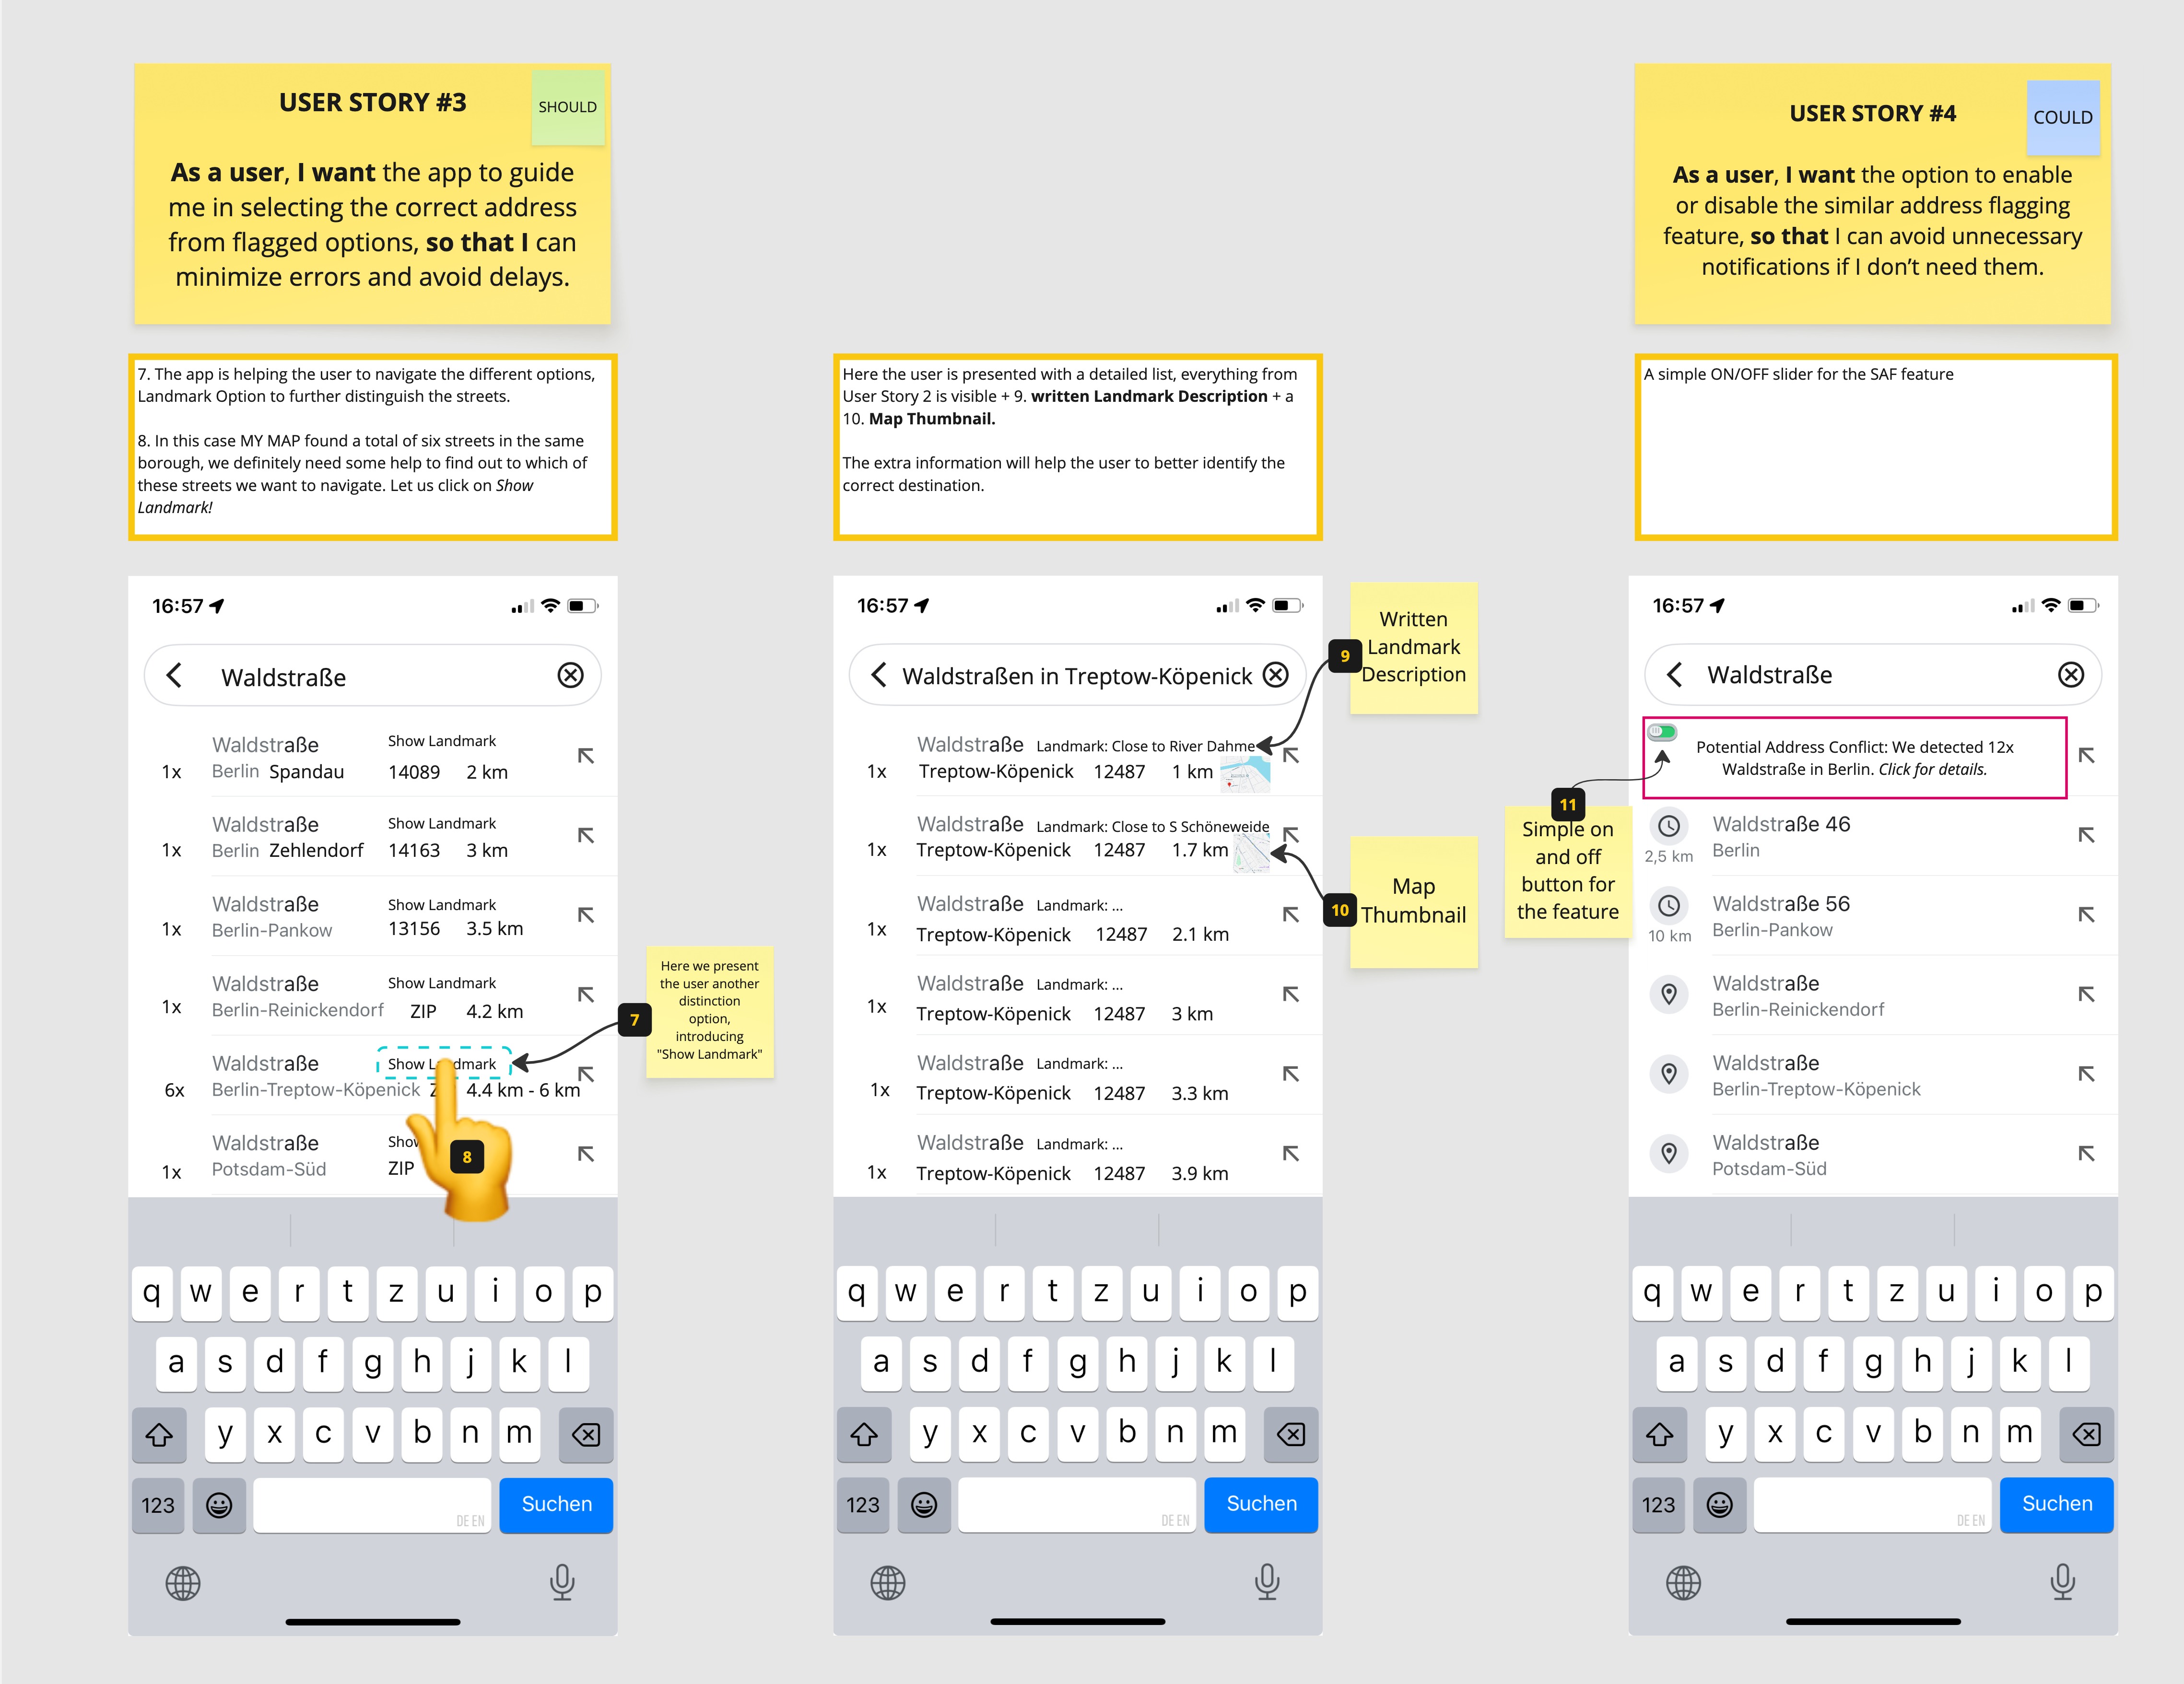 USER STORY #3
SHOULD
As a user, I want the app to guide
me in selecting the correct address
from flagged options, so that I can
minimize errors and avoid delays.
USER STORY #4
COULD
As a user, I want the option to enable
or disable the similar address flagging
feature, so that I can avoid unnecessary
notifications if I don't need them.
7. The app is helping the user to navigate the different options,
Landmark Option to further distinguish the streets.
8. In this case MY MAP found a total of six streets in the same
borough, we definitely need some help to find out to which of
these streets we want to navigate. Let us click on Show
Landmark!
Here the user is presented with a detailed list, everything from
User Story 2 is visible + 9. written Landmark Description + a
10. Map Thumbnail.
The extra information will help the user to better identify the
correct destination.
A simple ON/OFF slider for the SAF feature
16:57
Waldstraße
Waldstraße Show Landmark
1x Berlin Spandau 14089 2 km
Waldstraße Show Landmark
1x Berlin Zehlendorf 14163 3 km
Waldstraße Show Landmark
1x Berlin-Pankow 13156 3.5 km
Waldstraße Show Landmark
1x Berlin-Reinickendorf ZIP 4.2 km
Waldstraße Show Landmark
6x Berlin-Treptow-Köpenick 4.4 km - 6 km
Waldstraße
1x Potsdam-Süd ZIP
8
7
Here we present
the user another
distinction
option,
introducing
"Show Landmark"
q w e r t z u i o p
a s d f g h j k l
y x c v b n m
123 DE EN Suchen
16:57
Waldstraßen in Treptow-Köpenick
Waldstraße Landmark: Close to River Dahme
1x Treptow-Köpenick 12487 1 km
Waldstraße Landmark: Close to S Schöneweide
1x Treptow-Köpenick 12487 1.7 km
Waldstraße Landmark: ...
1x Treptow-Köpenick 12487 2.1 km
Waldstraße Landmark: ...
1x Treptow-Köpenick 12487 3 km
Waldstraße Landmark: ...
1x Treptow-Köpenick 12487 3.3 km
Waldstraße Landmark: ...
1x Treptow-Köpenick 12487 3.9 km
9
Written
Landmark
Description
10
Map
Thumbnail
q w e r t z u i o p
a s d f g h j k l
y x c v b n m
123 DE EN Suchen
16:57
Waldstraße
Potential Address Conflict: We detected 12x
Waldstraße in Berlin. Click for details.
11
Simple on
and off
button for
the feature
Waldstraße 46
2,5 km Berlin
Waldstraße 56
10 km Berlin-Pankow
Waldstraße
Berlin-Reinickendorf
Waldstraße
Berlin-Treptow-Köpenick
Waldstraße
Potsdam-Süd
q w e r t z u i o p
a s d f g h j k l
y x c v b n m
123 DE EN Suchen